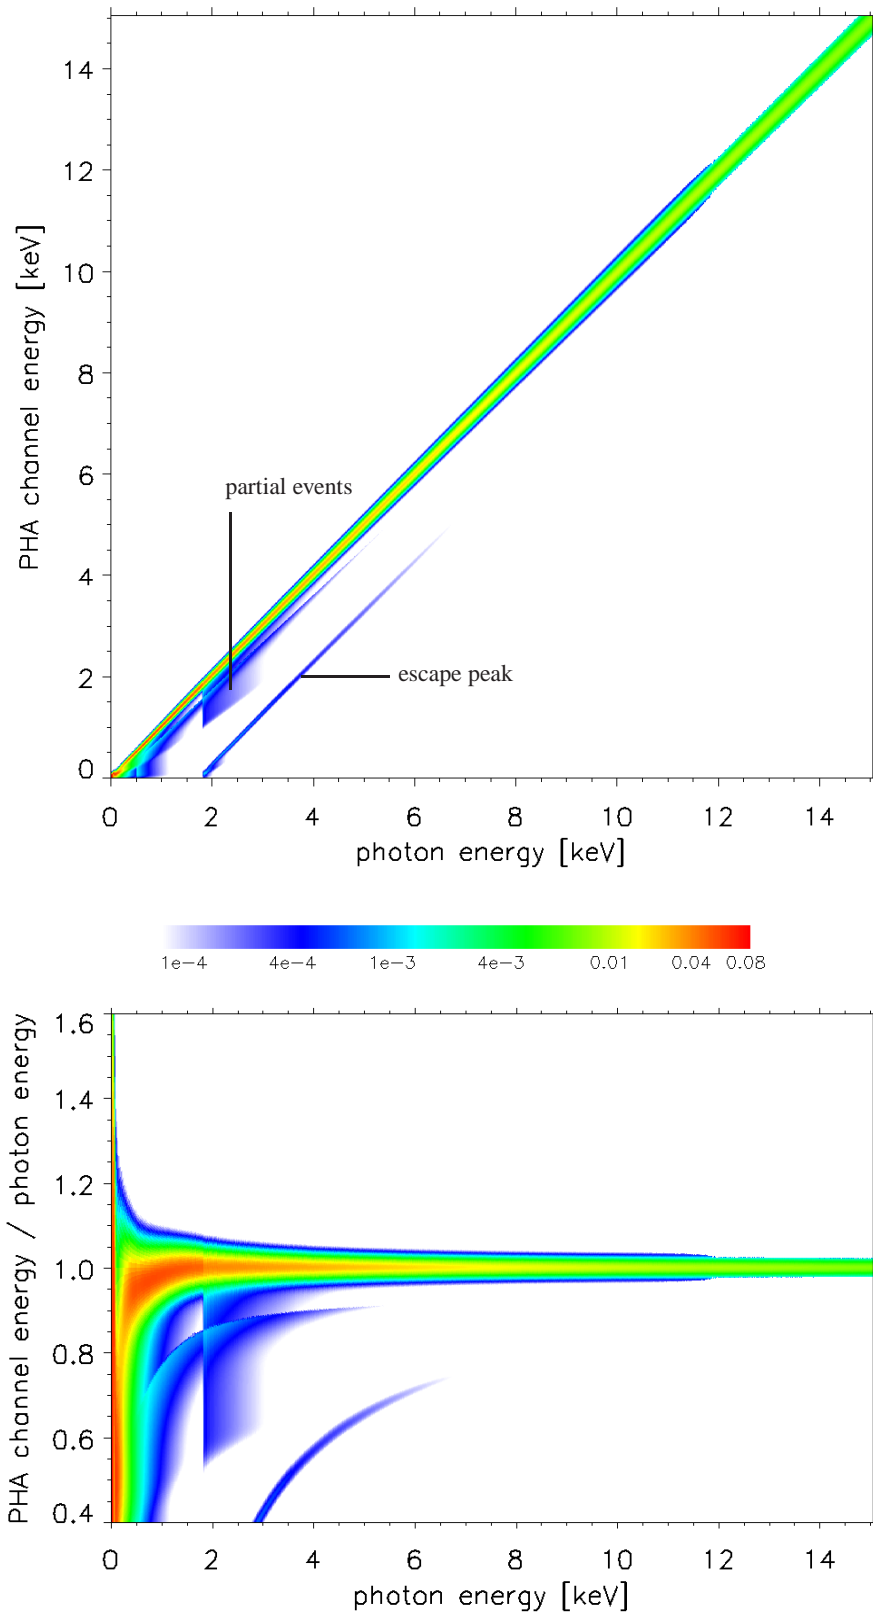 14
12
10
8
6
4
2
0
PHA channel energy [keV]
partial events
escape peak
0 2 4 6 8 10 12 14
photon energy [keV]
1e-4 4e-4 1e-3 4e-3 0.01 0.04 0.08
1.6
1.4
1.2
1.0
0.8
0.6
0.4
PHA channel energy / photon energy
0 2 4 6 8 10 12 14
photon energy [keV]